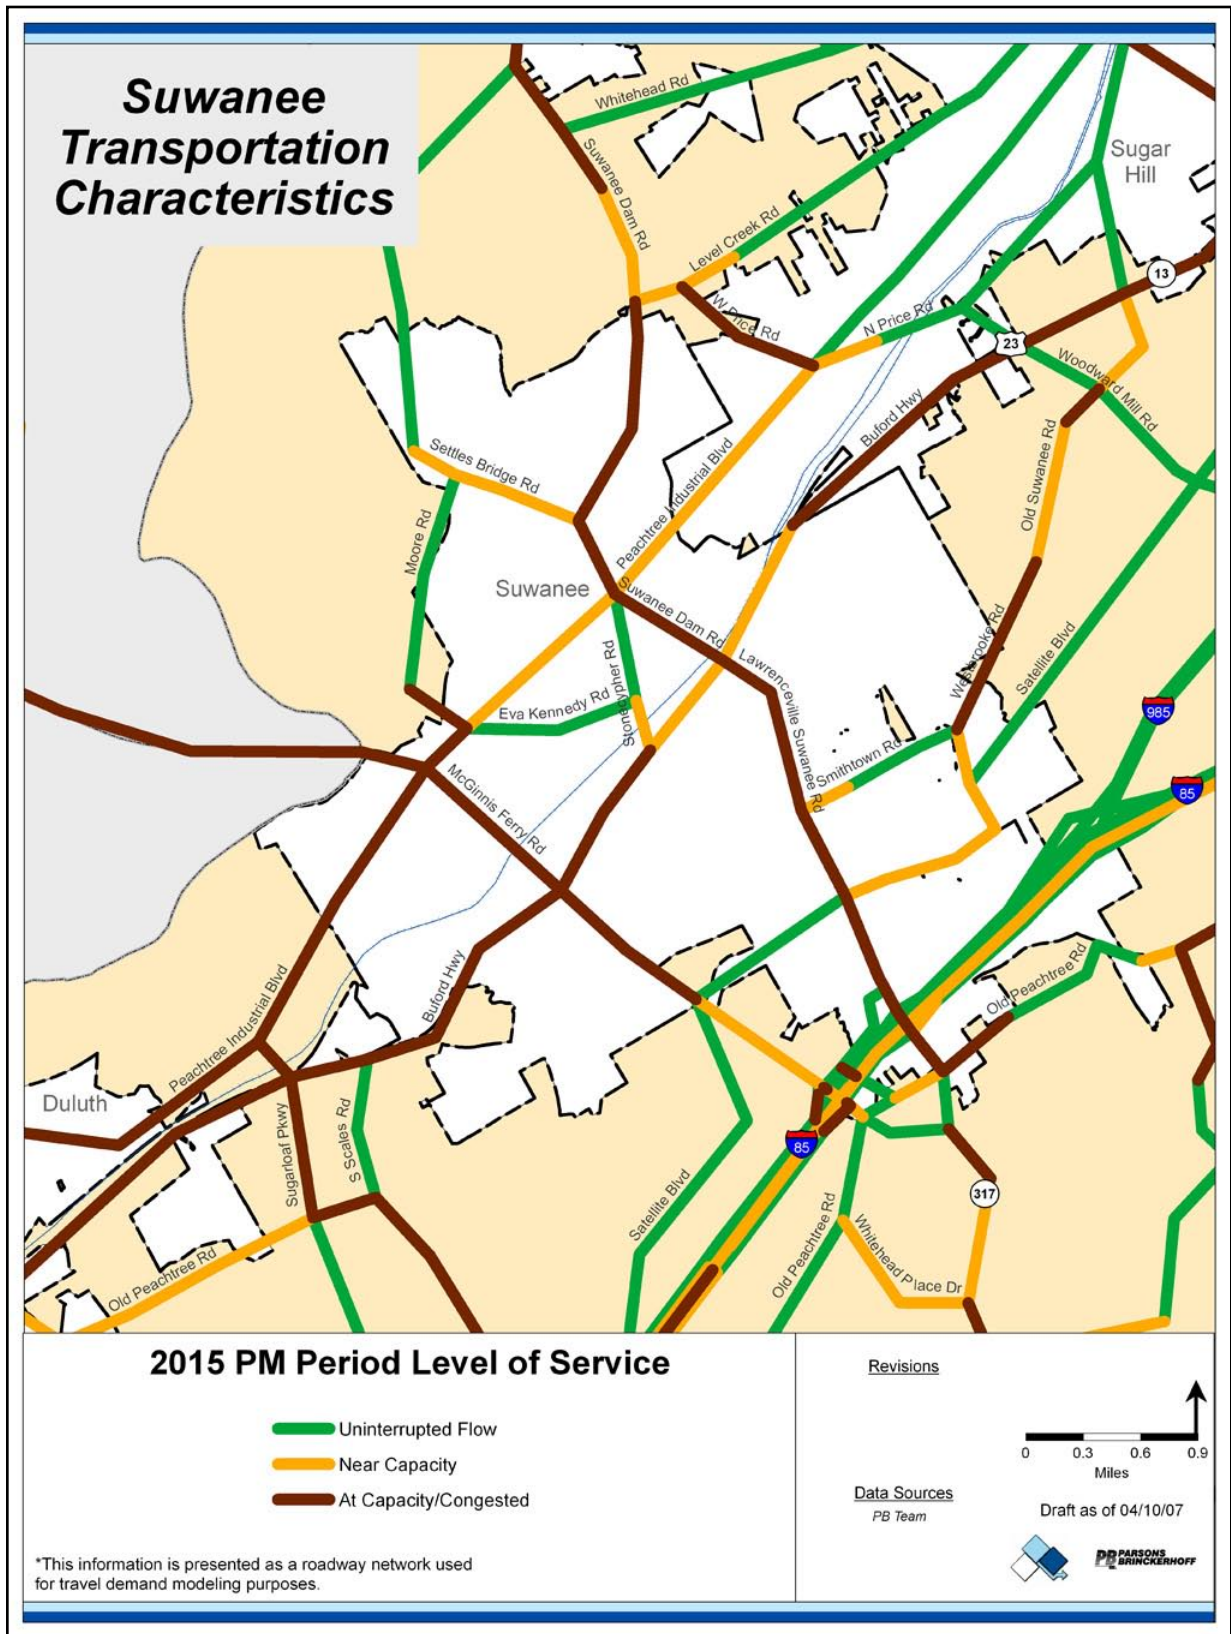 Suwanee
Transportation
Characteristics
Whitehead Rd
Suwanee Dam Rd
Sugar
Hill
Level Creek Rd
13
W Price Rd
N Price Rd
23
Woodward Mill Rd
Buford Hwy
Settles Bridge Rd
Peachtree Industrial Blvd
Old Suwanee Rd
Moore Rd
Suwanee
Suwanee Dam Rd
Lawrenceville Suwanee Rd
Westbrooke Rd
Satellite Blvd
Stonecypher Rd
Eva Kennedy Rd
985
Smithtown Rd
85
McGinnis Ferry Rd
Buford Hwy
Old Peachtree Rd
Peachtree Industrial Blvd
Duluth
Sugarloaf Pkwy
S Scales Rd
85
317
Satellite Blvd
Old Peachtree Rd
Whitehead Place Dr
Old Peachtree Rd
2015 PM Period Level of Service
Uninterrupted Flow
Near Capacity
At Capacity/Congested
*This information is presented as a roadway network used
for travel demand modeling purposes.
Revisions
0 0.3 0.6 0.9
Miles
Data Sources
PB Team
Draft as of 04/10/07
PB PARSONS
BRINCKERHOFF